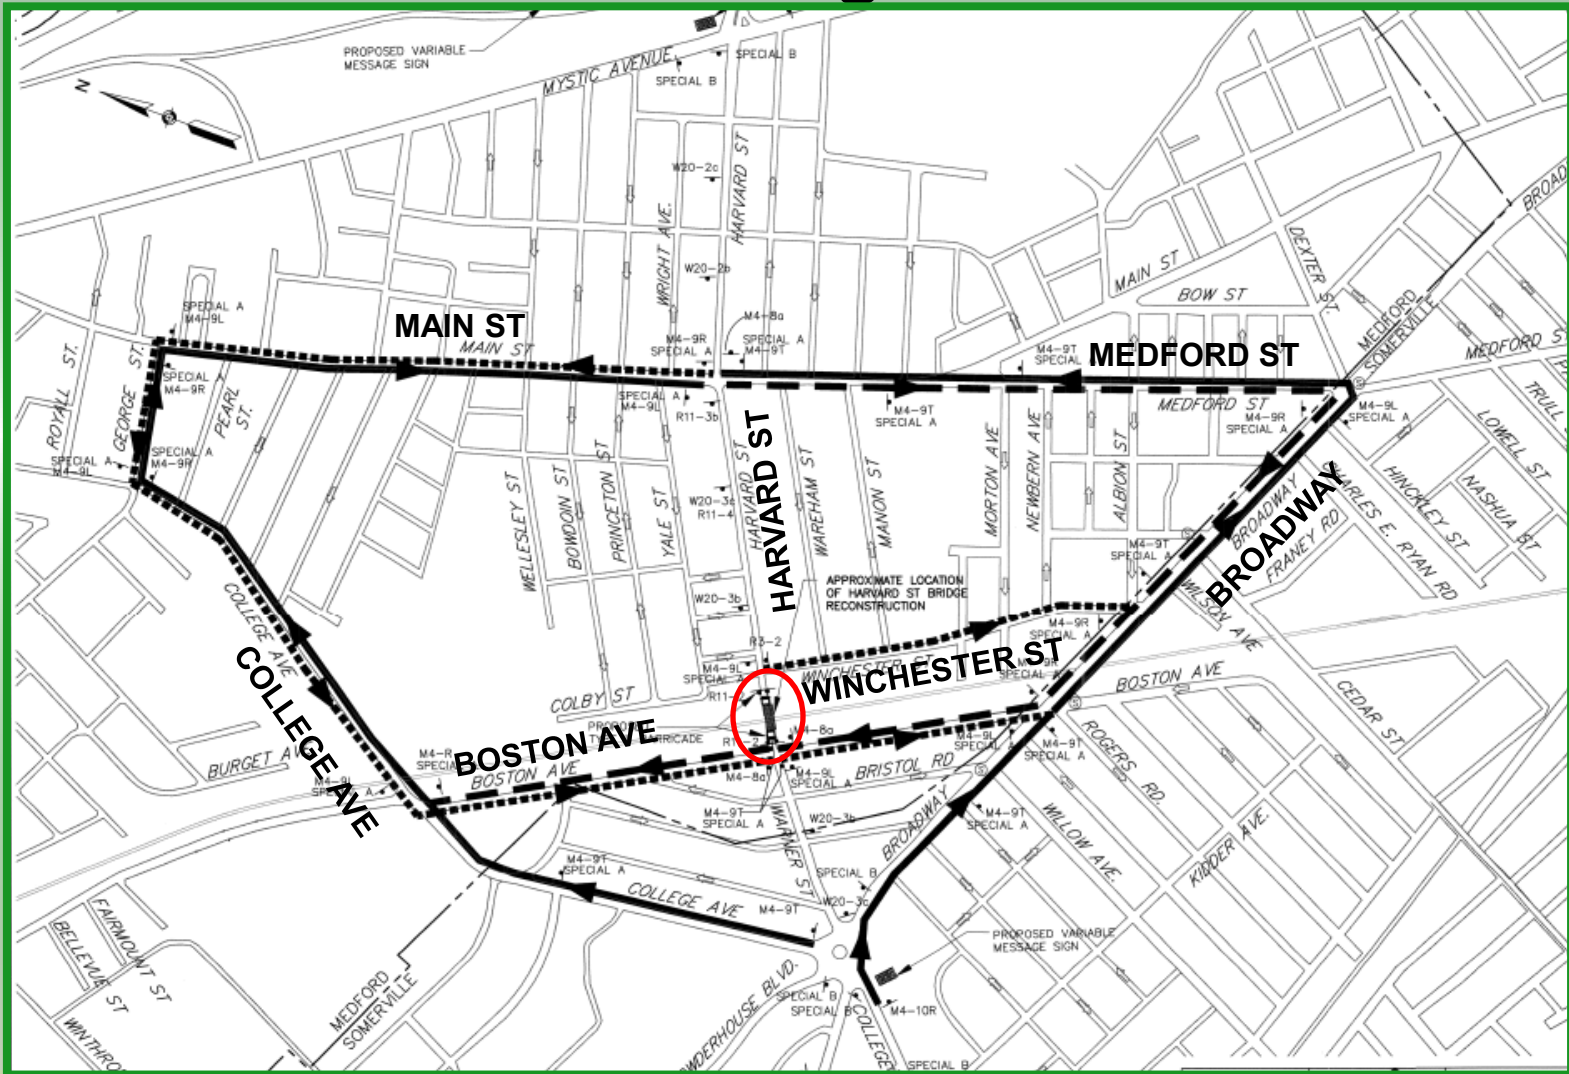 PROPOSED VARIABLE
MESSAGE SIGN
MYSTIC AVENUE
SPECIAL B
SPECIAL B
N
W20-2c
HARVARD ST
BROAD
DEXTER ST.
WRIGHT AVE.
W20-2b
MAIN ST
BOW ST
MEDFORD
SOMERVILLE
MEDFORD S
SPECIAL A
M4-9L
MAIN ST
MAIN ST
M4-8a
M4-9R
SPECIAL A
SPECIAL A
M4-9T
M4-9T
SPECIAL
MEDFORD ST
MEDFORD ST
ROYALL ST.
GEORGE ST.
PEARL ST.
SPECIAL A
M4-9R
SPECIAL A
M4-9L
R11-3b
M4-9T
SPECIAL A
M4-9R
SPECIAL A
M4-9L
SPECIAL A
TRULL
LOWELL ST
NASHUA ST
HINCKLEY ST
CHARLES E. RYAN RD
SPECIAL A
M4-9L
SPECIAL A
M4-9R
WELLESLEY ST
BOWDOIN ST
PRINCETON ST
YALE ST
W20-3c
R11-4
HARVARD ST
HARVARD ST
WAREHAM ST
MANON ST
MORTON AVE
NEWBERN AVE
ALBION ST
BROADWAY
BROADWAY
FRANEY RD
M4-9T
SPECIAL A
WILSON AVE
APPROXIMATE LOCATION
OF HARVARD ST BRIDGE
RECONSTRUCTION
W20-3b
R3-2
M4-9L
SPECIAL A
WINCHESTER ST
WINCHESTER ST
M4-9R
SPECIAL A
COLLEGE AVE
COLLEGE AVE
COLBY ST
BOSTON AVE
CEDAR ST
BURGET AVE
BOSTON AVE
BOSTON AVE
M4-R
M4-9L
SPECIAL A
M4-8a
M4-8a
M4-9L
SPECIAL A
M4-9L
SPECIAL A
M4-9T
SPECIAL A
BRISTOL RD
ROGERS RD.
M4-9T
SPECIAL A
WARNER ST
W20-3b
BROADWAY
M4-9T
SPECIAL A
WILLOW AVE.
KIDDER AVE.
M4-9T
SPECIAL A
COLLEGE AVE
M4-9T
SPECIAL B
W20-3c
FAIRMOUNT ST
BELLEVUE ST
WINTHRO
MEDFORD
SOMERVILLE
PROPOSED VARIABLE
MESSAGE SIGN
WDERHOUSE BLVD.
SPECIAL B
SPECIAL B
M4-10R
COLLEGE
SPECIAL B